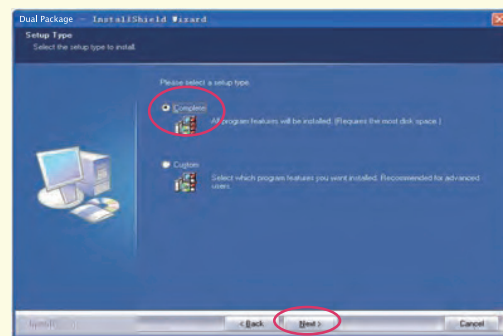 Dual Package - InstallShield Wizard
Setup Type
Select the setup type to install.
Please select a setup type.
Complete
All program features will be installed. (Requires the most disk space.)
Custom
Select which program features you want installed. Recommended for advanced
users.
< Back
Next >
Cancel